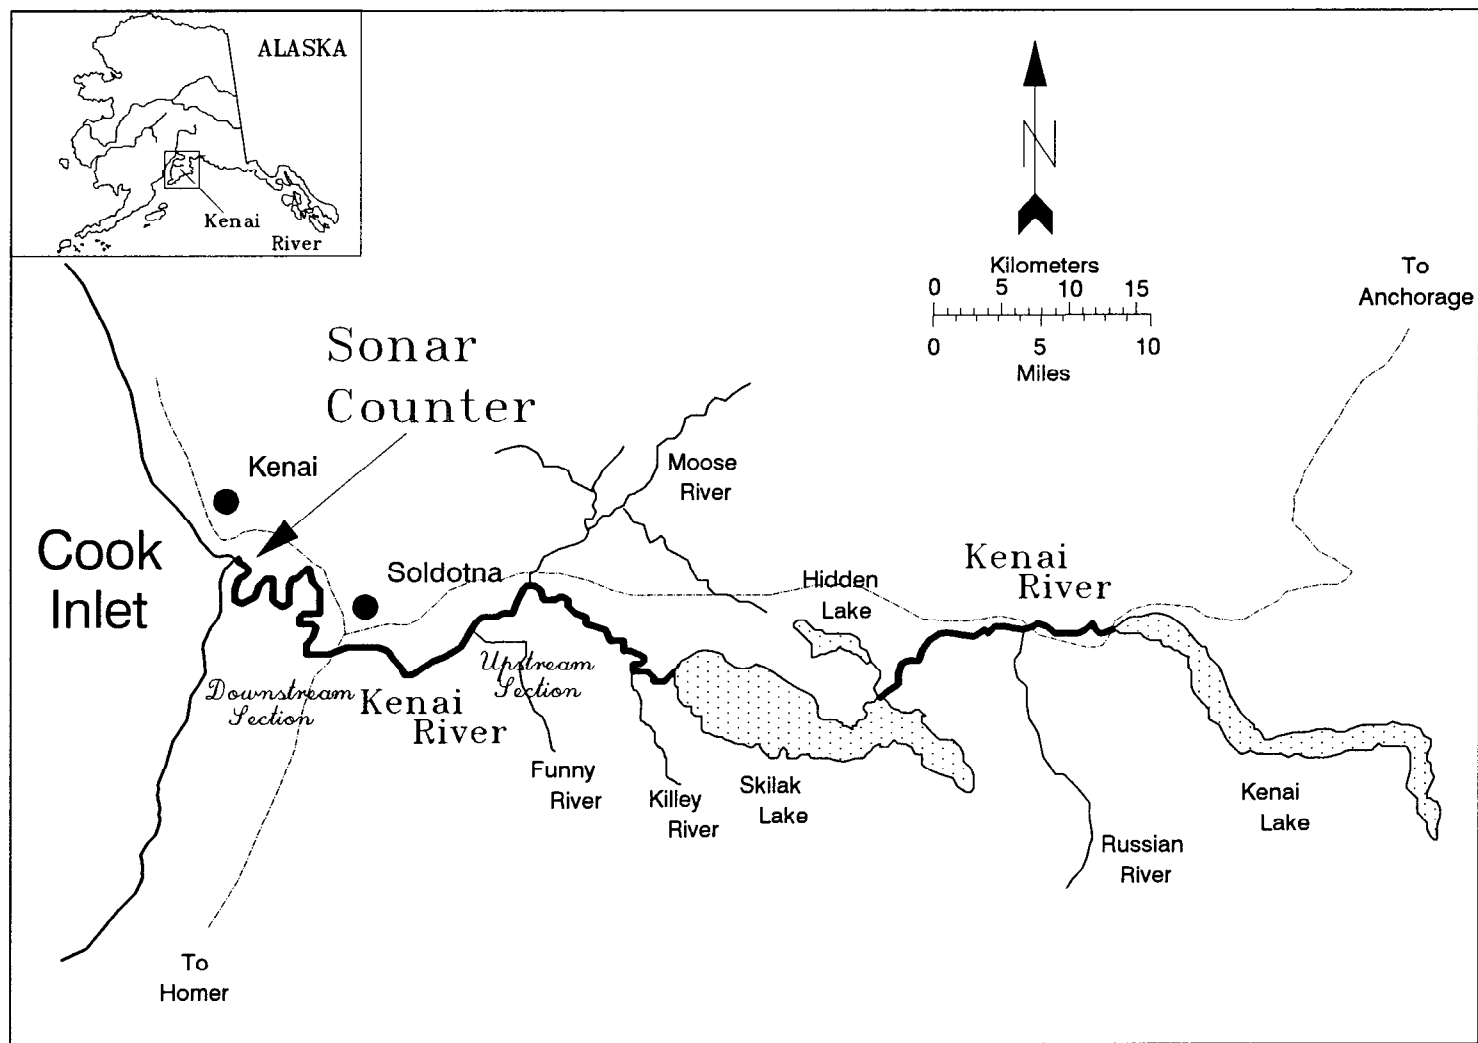 ALASKA
Kenai
River
N
Kilometers
0 5 10 15
0 5 10
Miles
To
Anchorage
Sonar
Counter
Kenai
Cook
Inlet
Soldotna
Moose
River
Hidden
Lake
Kenai
River
Downstream
Section
Kenai
River
Upstream
Section
Funny
River
Killey
River
Skilak
Lake
Kenai
Lake
Russian
River
To
Homer